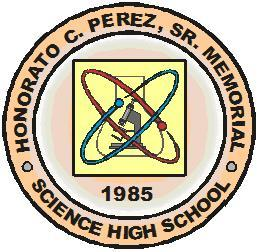 HONORATO C. PEREZ, SR. MEMORIAL
SCIENCE HIGH SCHOOL
1985